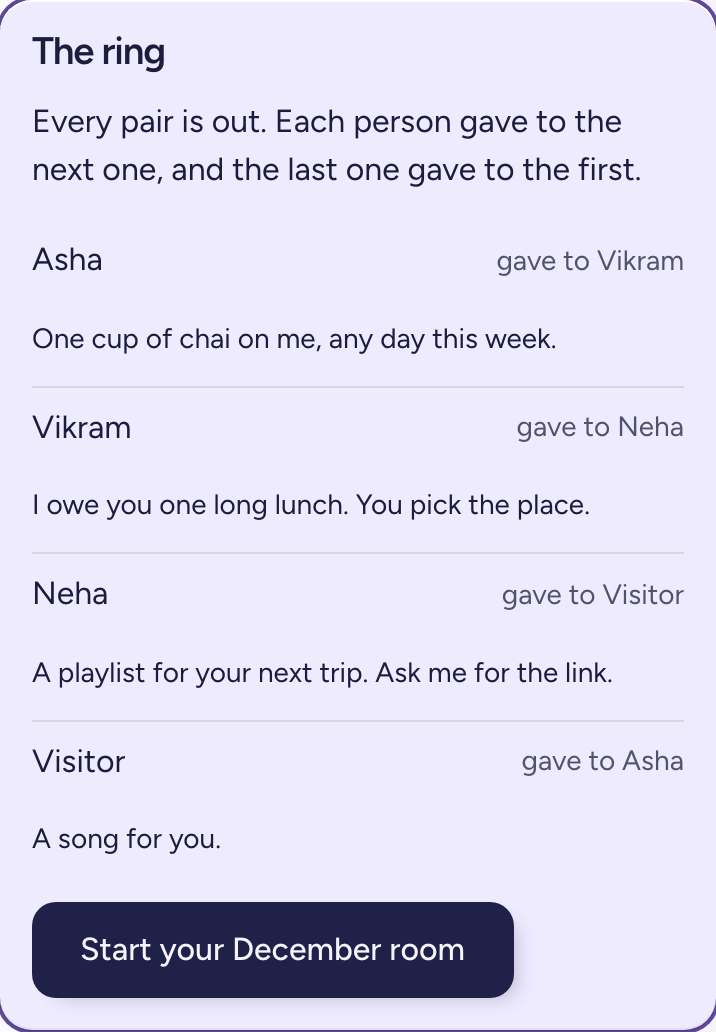 The ring
Every pair is out. Each person gave to the
next one, and the last one gave to the first.
Asha
gave to Vikram
One cup of chai on me, any day this week.
Vikram
gave to Neha
I owe you one long lunch. You pick the place.
Neha
gave to Visitor
A playlist for your next trip. Ask me for the link.
Visitor
gave to Asha
A song for you.
Start your December room